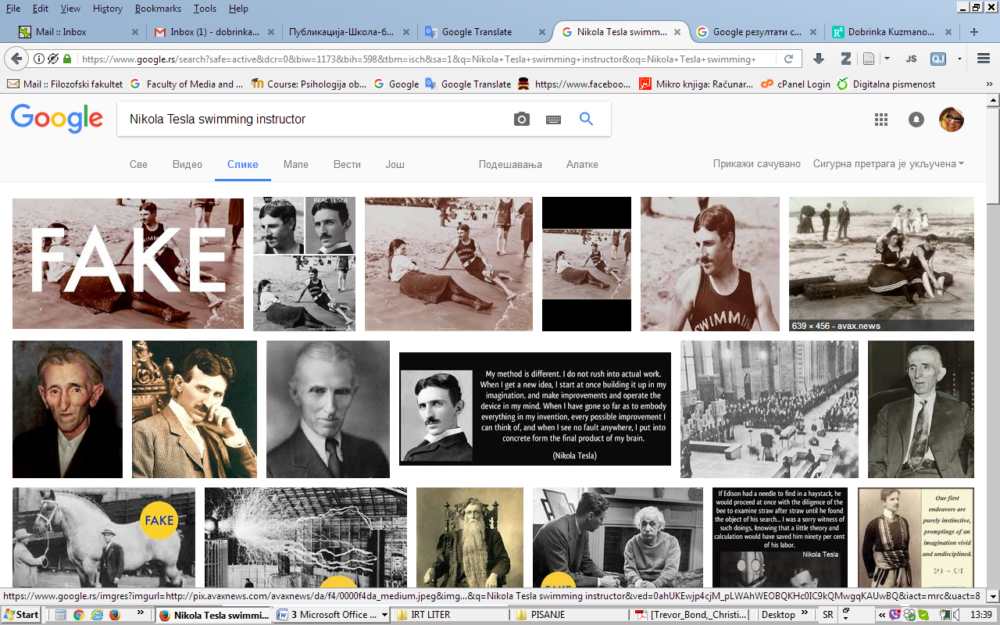 File Edit View History Bookmarks Tools Help
Mail :: Inbox
Inbox (1) - dobrinka...
Публикација-Школа-б...
Google Translate
Nikola Tesla swimm...
Google резултати с...
Dobrinka Kuzmano...
https://www.google.rs/search?safe=active&dcr=0&biw=1173&bih=598&tbm=isch&sa=1&q=Nikola+Tesla+swimming+instructor&oq=Nikola+Tesla+swimming+
JS
QJ
Mail :: Filozofski fakultet
Faculty of Media and ...
Course: Psihologija ob...
Google
Google Translate
https://www.faceboo...
Mikro knjiga: Računar...
cPanel Login
Digitalna pismenost
Google
Nikola Tesla swimming instructor
Све Видео Слике Мапе Вести Још Подешавања Алатке Прикажи сачувано Сигурна претрага је укључена
FAKE
REAL TESLA
SWIMMIN
639 × 456 - avax.news
My method is different. I do not rush into actual work.
When I get a new idea, I start at once building it up in my
imagination, and make improvements and operate the
device in my mind. When I have gone so far as to embody
everything in my invention, every possible improvement I
can think of, and when I see no fault anywhere, I put into
concrete form the final product of my brain.
(Nikola Tesla)
FAKE
FAKE
If Edison had a needle to find in a haystack, he
would proceed at once with the diligence of the
bee to examine straw after straw until he found
the object of his search... I was a sorry witness of
such doings, knowing that a little theory and
calculation would have saved him ninety per cent
of his labor.
Nikola Tesla
Our first
endeavors are
purely instinctive,
promptings of an
imagination vivid
and undisciplined.
https://www.google.rs/imgres?imgurl=http://pix.avaxnews.com/avaxnews/da/f4/0000f4da_medium.jpeg&img...&q=Nikola Tesla swimming instructor&ved=0ahUKEwjp4cjM_pLWAhWEOBQKHc0IC9kQMwgqKAUwBQ&iact=mrc&uact=8
Start
Nikola Tesla swimmi...
3 Microsoft Office ...
IRT LITER
PISANJE
[Trevor_Bond,_Christi...
Desktop
SR
13:39